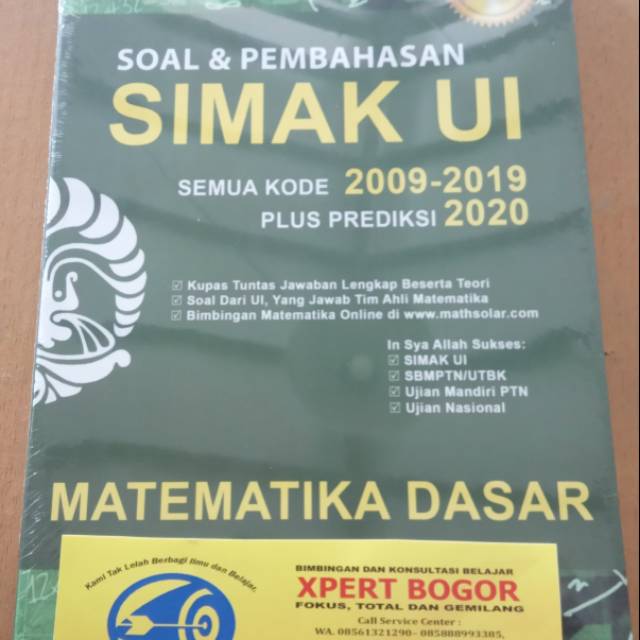 SOAL & PEMBAHASAN
SIMAK UI
SEMUA KODE 2009-2019
PLUS PREDIKSI 2020
☑ Kupas Tuntas Jawaban Lengkap Beserta Teori
☑ Soal Dari UI, Yang Jawab Tim Ahli Matematika
☑ Bimbingan Matematika Online di www.mathsolar.com
In Sya Allah Sukses:
☑ SIMAK UI
☑ SBMPTN/UTBK
☑ Ujian Mandiri PTN
☑ Ujian Nasional
MATEMATIKA DASAR
Kami Tak Lelah Berbagi Ilmu dan Belajar.
BIMBINGAN DAN KONSULTASI BELAJAR
XPERT BOGOR
FOKUS, TOTAL DAN GEMILANG
Call Service Center :
WA. 08561321290- 085888993385,